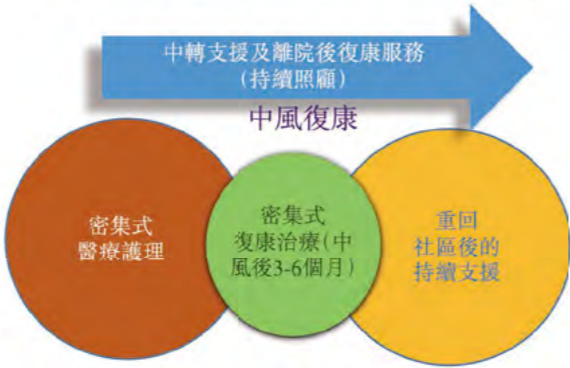 中轉支援及離院後復康服務
(持續照顧)
中風復康
密集式
醫療護理
密集式
復康治療(中
風後3-6個月)
重回
社區後的
持續支援